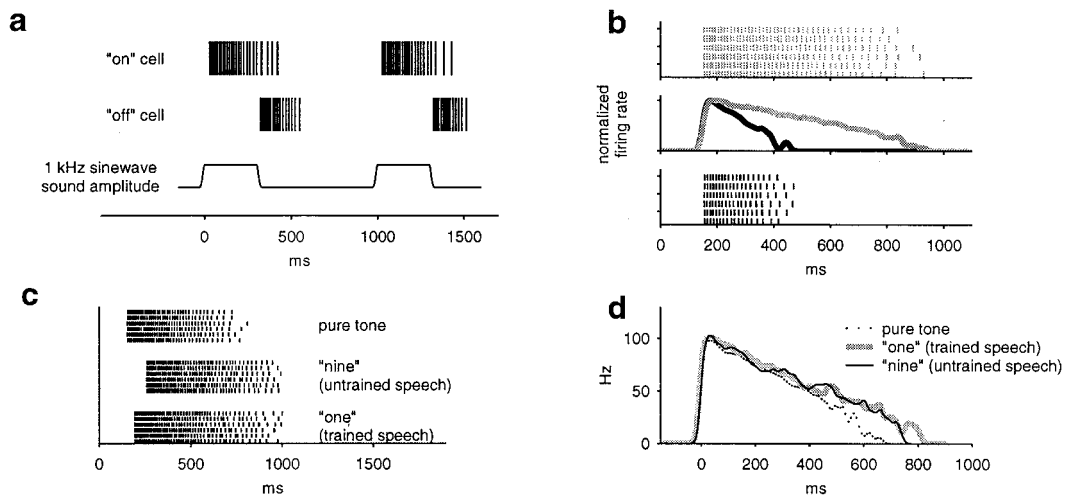 a
"on" cell
"off" cell
1 kHz sinewave
sound amplitude
0 500 1000 1500
ms
b
normalized
firing rate
0 200 400 600 800 1000
ms
c
pure tone
"nine"
(untrained speech)
"one"
(trained speech)
0 500 1000 1500
ms
d
pure tone
"one" (trained speech)
"nine" (untrained speech)
Hz
100
50
0
0 200 400 600 800 1000
ms